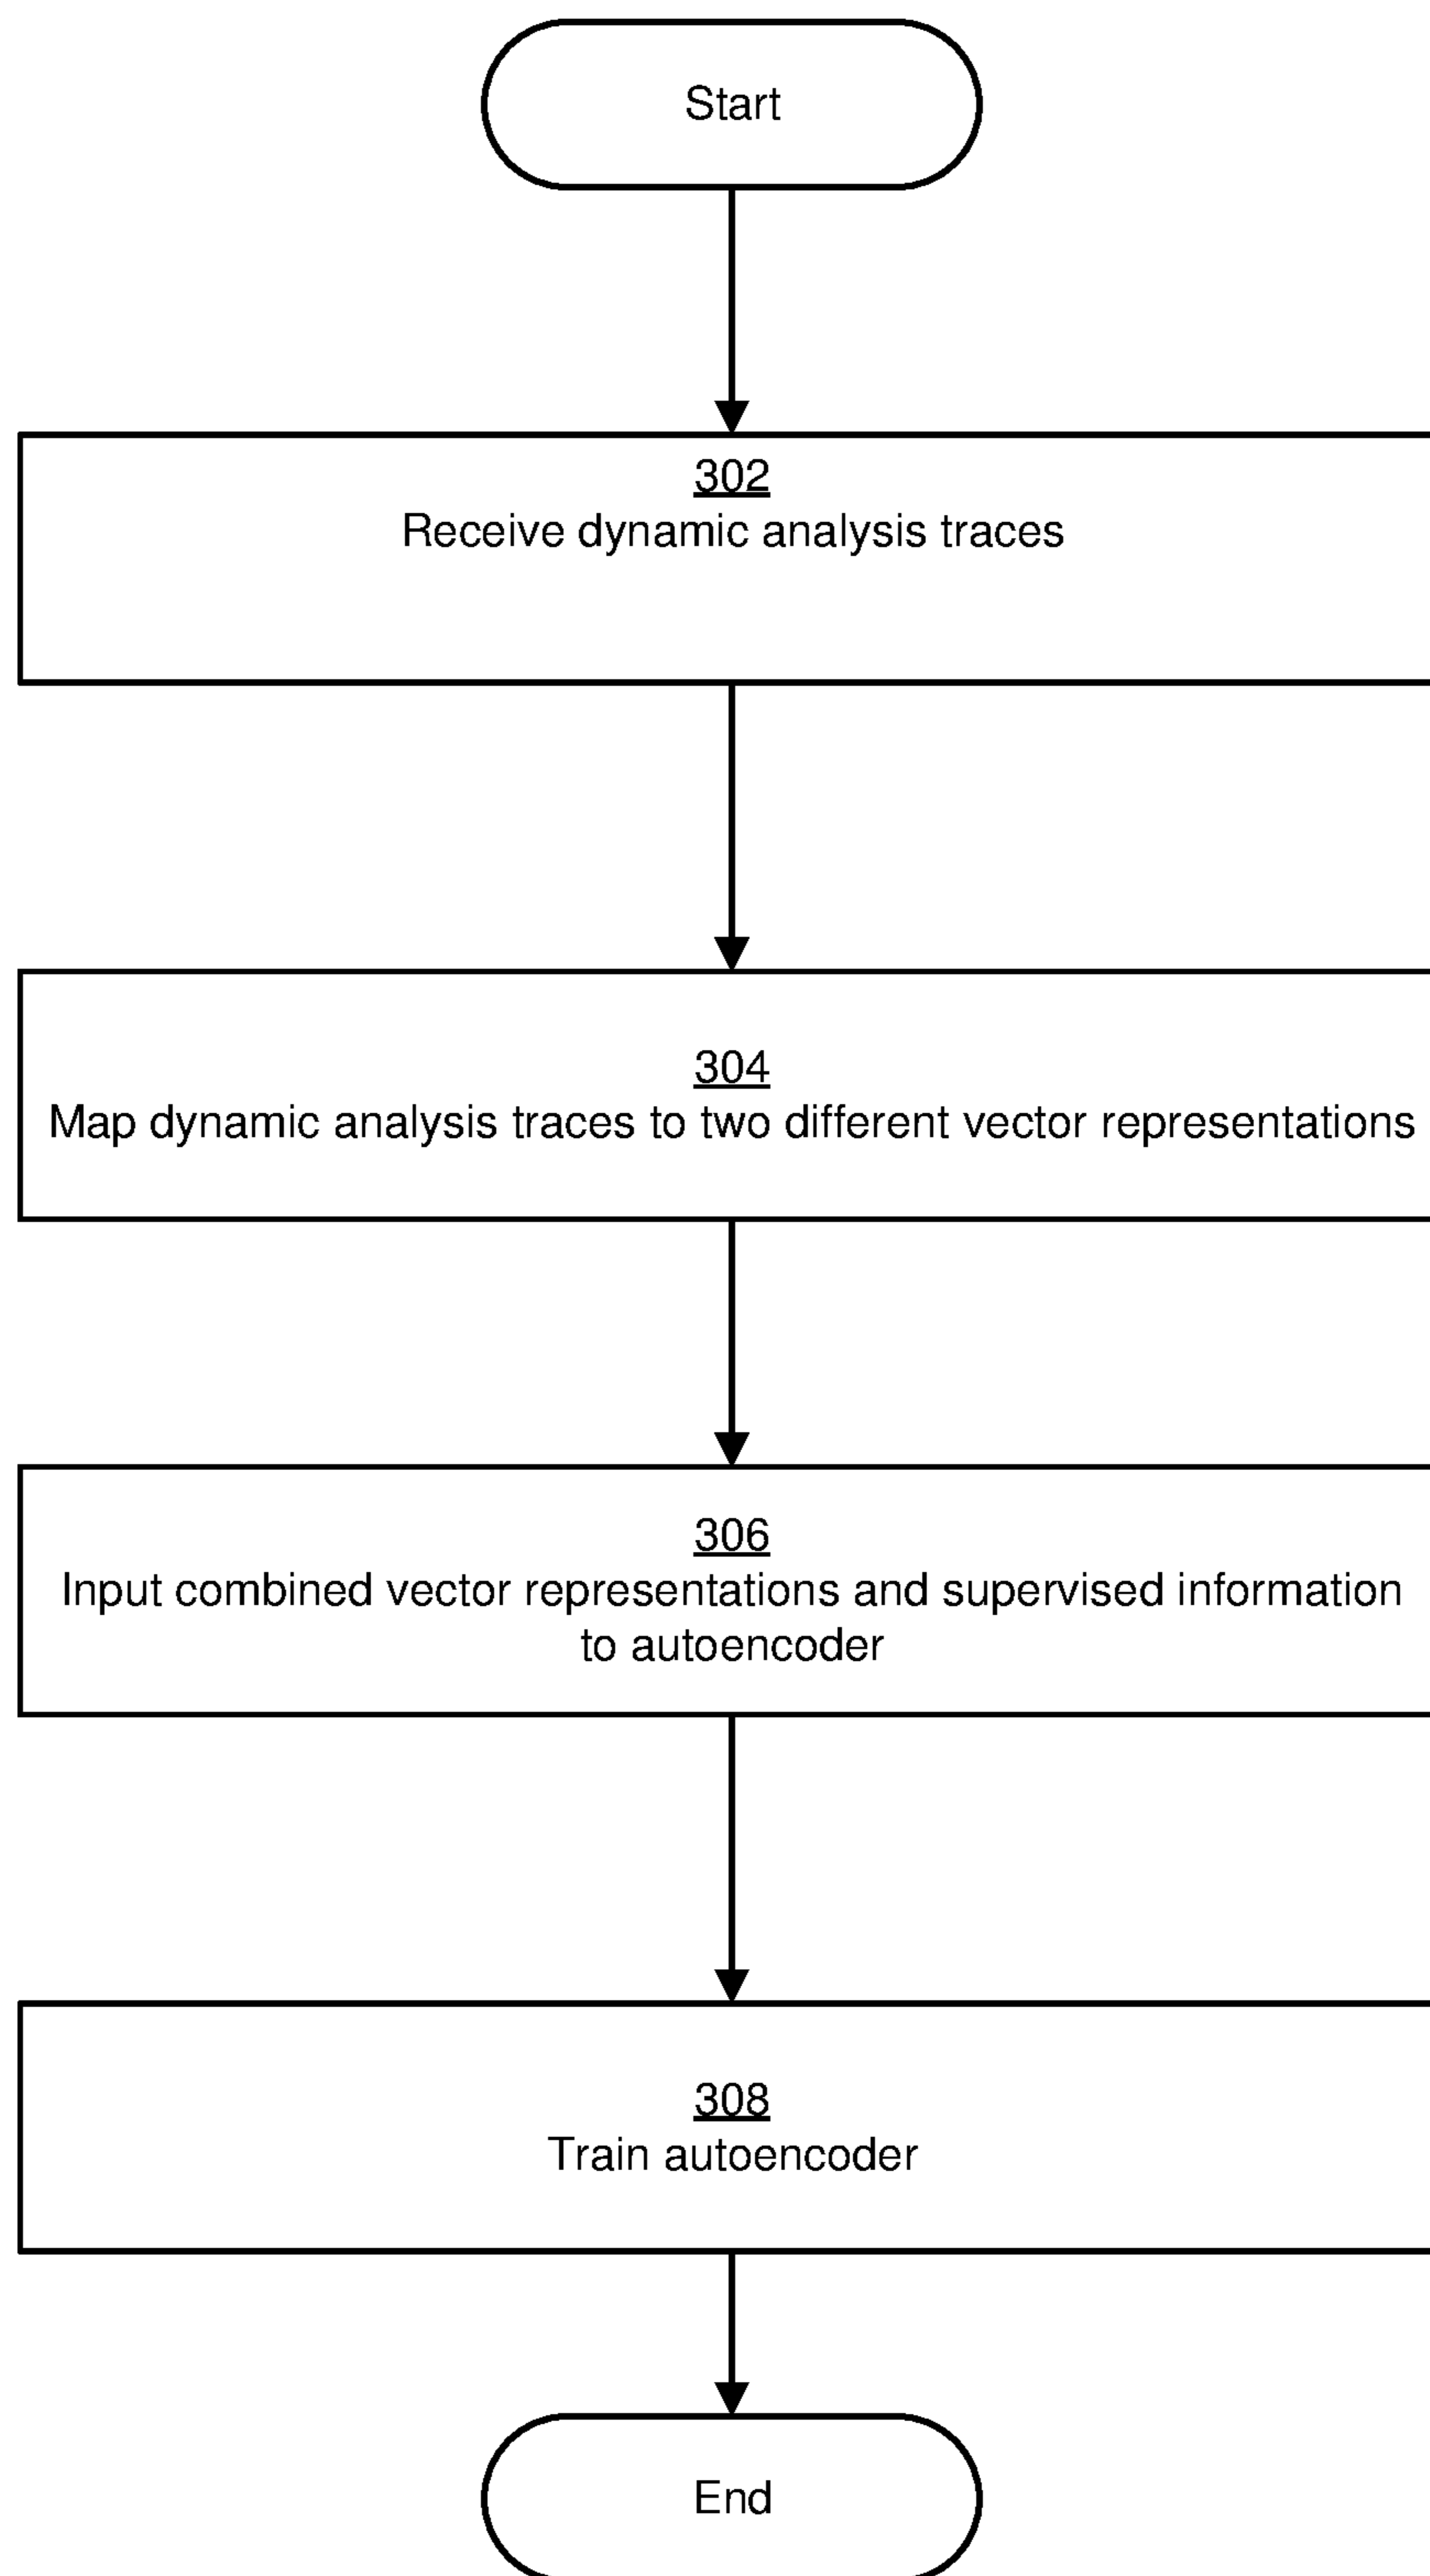 Start
302
Receive dynamic analysis traces
304
Map dynamic analysis traces to two different vector representations
306
Input combined vector representations and supervised information
to autoencoder
308
Train autoencoder
End